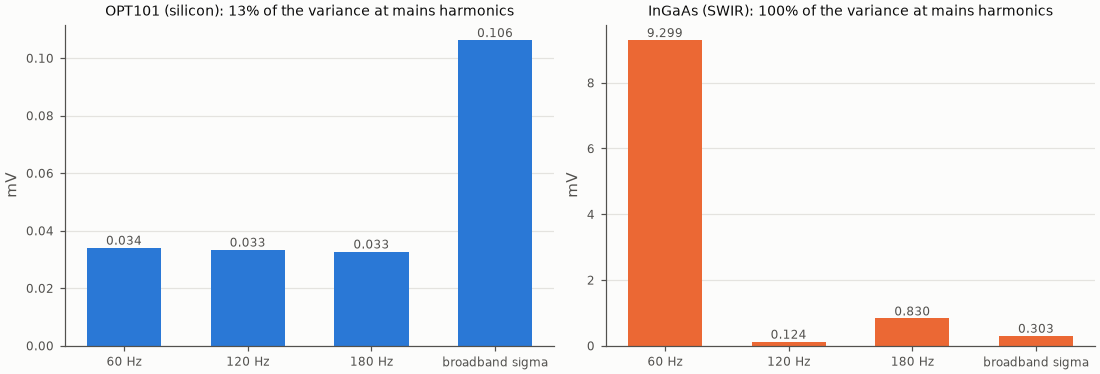 OPT101 (silicon): 13% of the variance at mains harmonics
mV
0.10
0.08
0.06
0.04
0.02
0.00
0.034
0.033
0.033
0.106
60 Hz
120 Hz
180 Hz
broadband sigma
InGaAs (SWIR): 100% of the variance at mains harmonics
mV
8
6
4
2
0
9.299
0.124
0.830
0.303
60 Hz
120 Hz
180 Hz
broadband sigma